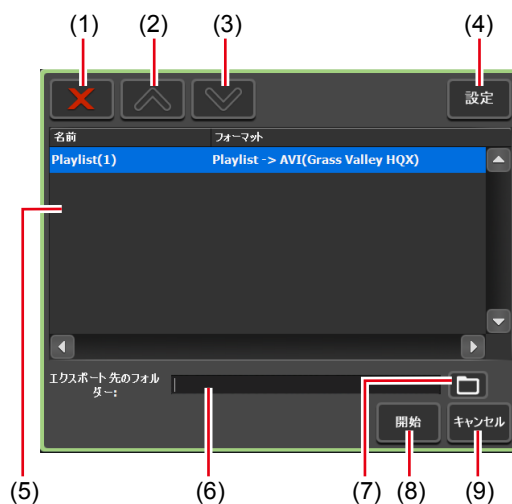 (1) (2) (3) (4)
設定
名前 フォーマット
Playlist(1) Playlist -> AVI(Grass Valley HQX)
エクスポート先のフォル
ダー:
開始 キャンセル
(5) (6) (7) (8) (9)